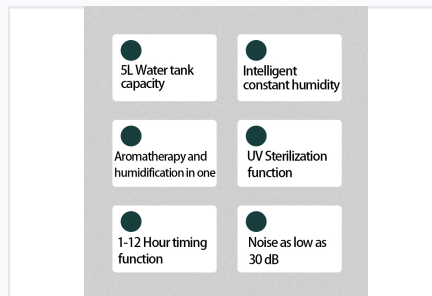 5L Water tank
capacity
Intelligent
constant humidity
Aromatherapy and
humidification in one
UV Sterilization
function
1-12 Hour timing
function
Noise as low as
30 dB